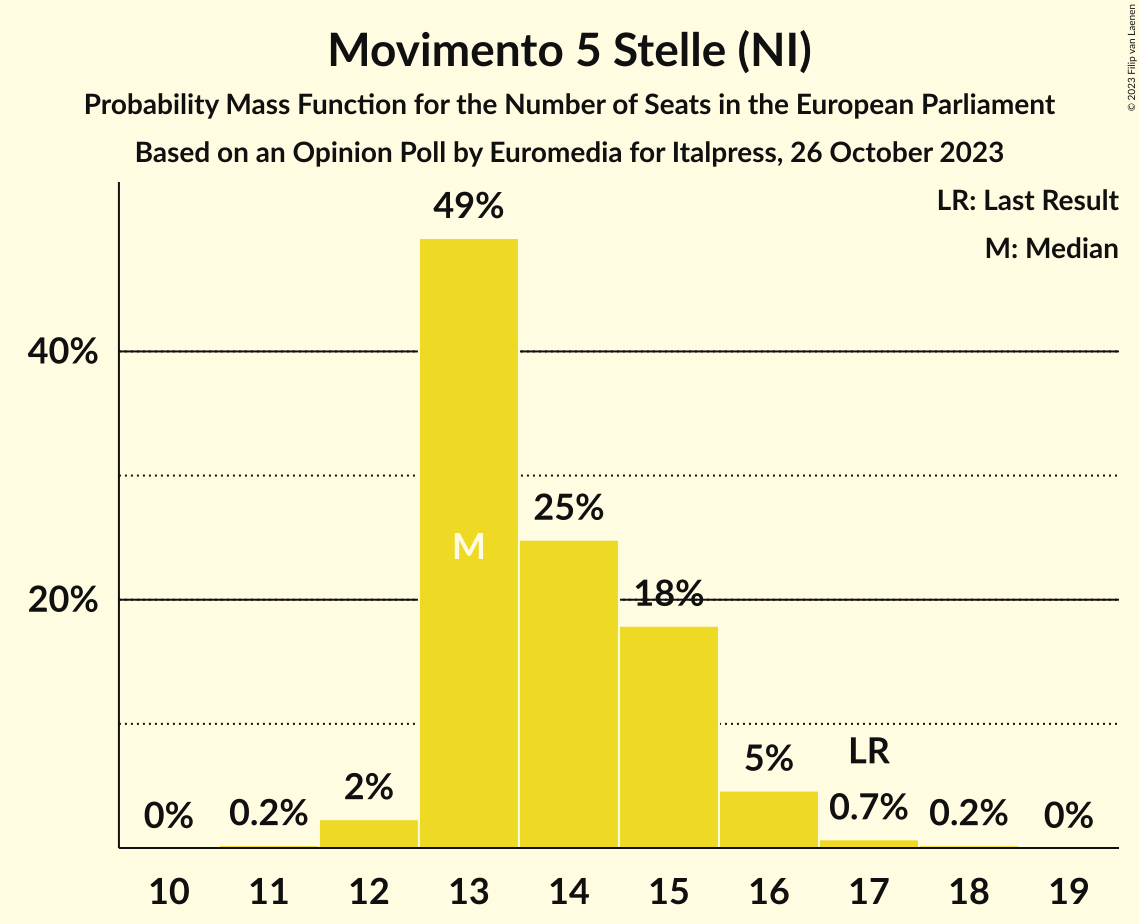 Movimento 5 Stelle (NI)
Probability Mass Function for the Number of Seats in the European Parliament
Based on an Opinion Poll by Euromedia for Italpress, 26 October 2023
© 2023 Filip van Laenen
LR: Last Result
M: Median
40%
20%
0%
0.2%
2%
49%
M
25%
18%
5%
LR
0.7%
0.2%
0%
10 11 12 13 14 15 16 17 18 19